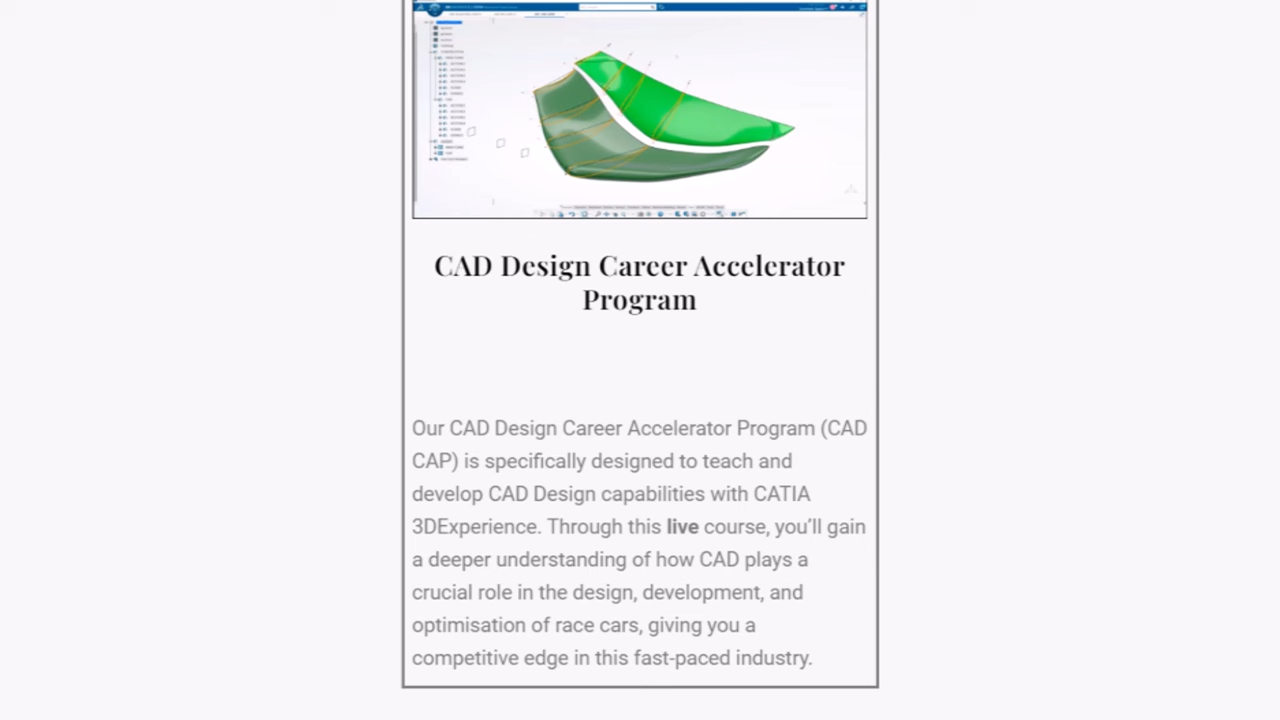 CAD Design Career Accelerator
Program
Our CAD Design Career Accelerator Program (CAD
CAP) is specifically designed to teach and
develop CAD Design capabilities with CATIA
3DExperience. Through this live course, you’ll gain
a deeper understanding of how CAD plays a
crucial role in the design, development, and
optimisation of race cars, giving you a
competitive edge in this fast-paced industry.